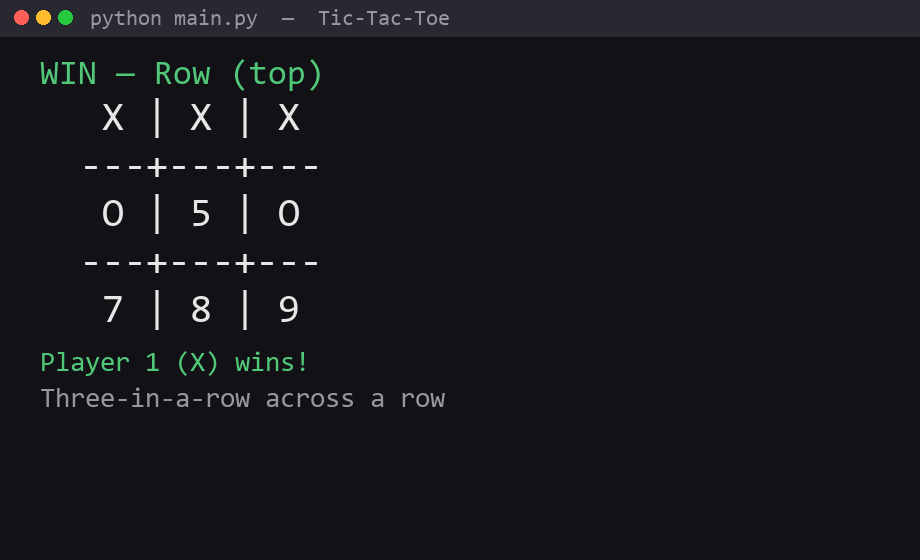 python main.py  —  Tic-Tac-Toe
WIN — Row (top)
X | X | X
---+---+---
O | 5 | O
---+---+---
7 | 8 | 9
Player 1 (X) wins!
Three-in-a-row across a row